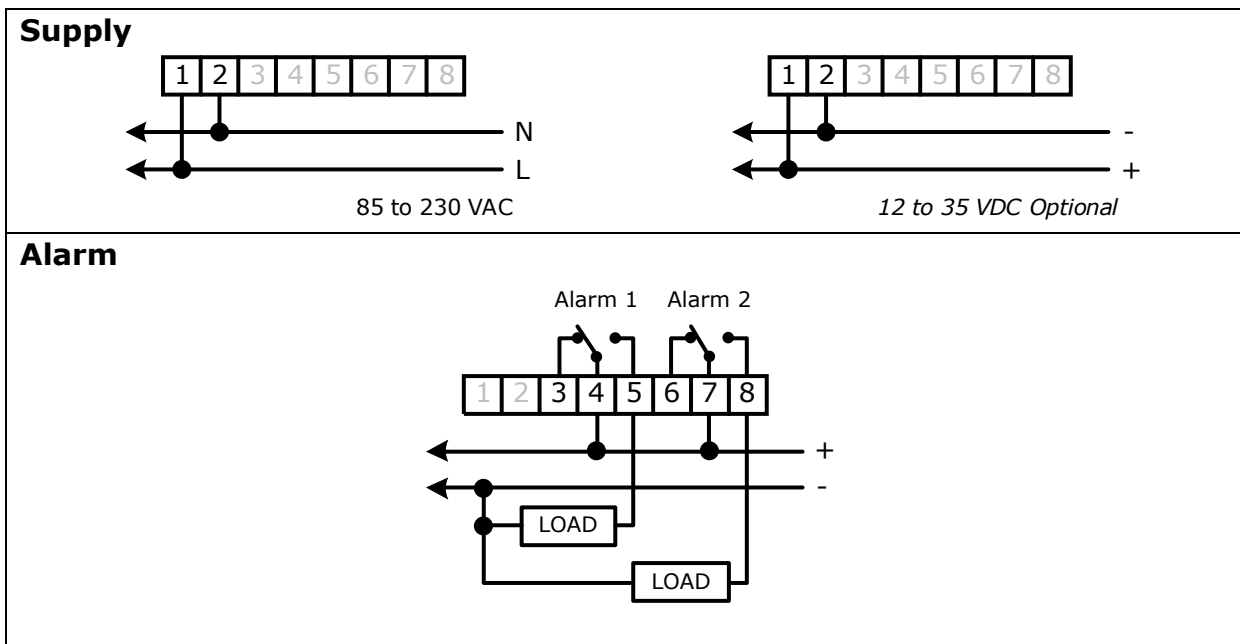 Supply
1 2 3 4 5 6 7 8
N
L
85 to 230 VAC
1 2 3 4 5 6 7 8
-
+
12 to 35 VDC Optional
Alarm
Alarm 1 Alarm 2
1 2 3 4 5 6 7 8
+
-
LOAD
LOAD